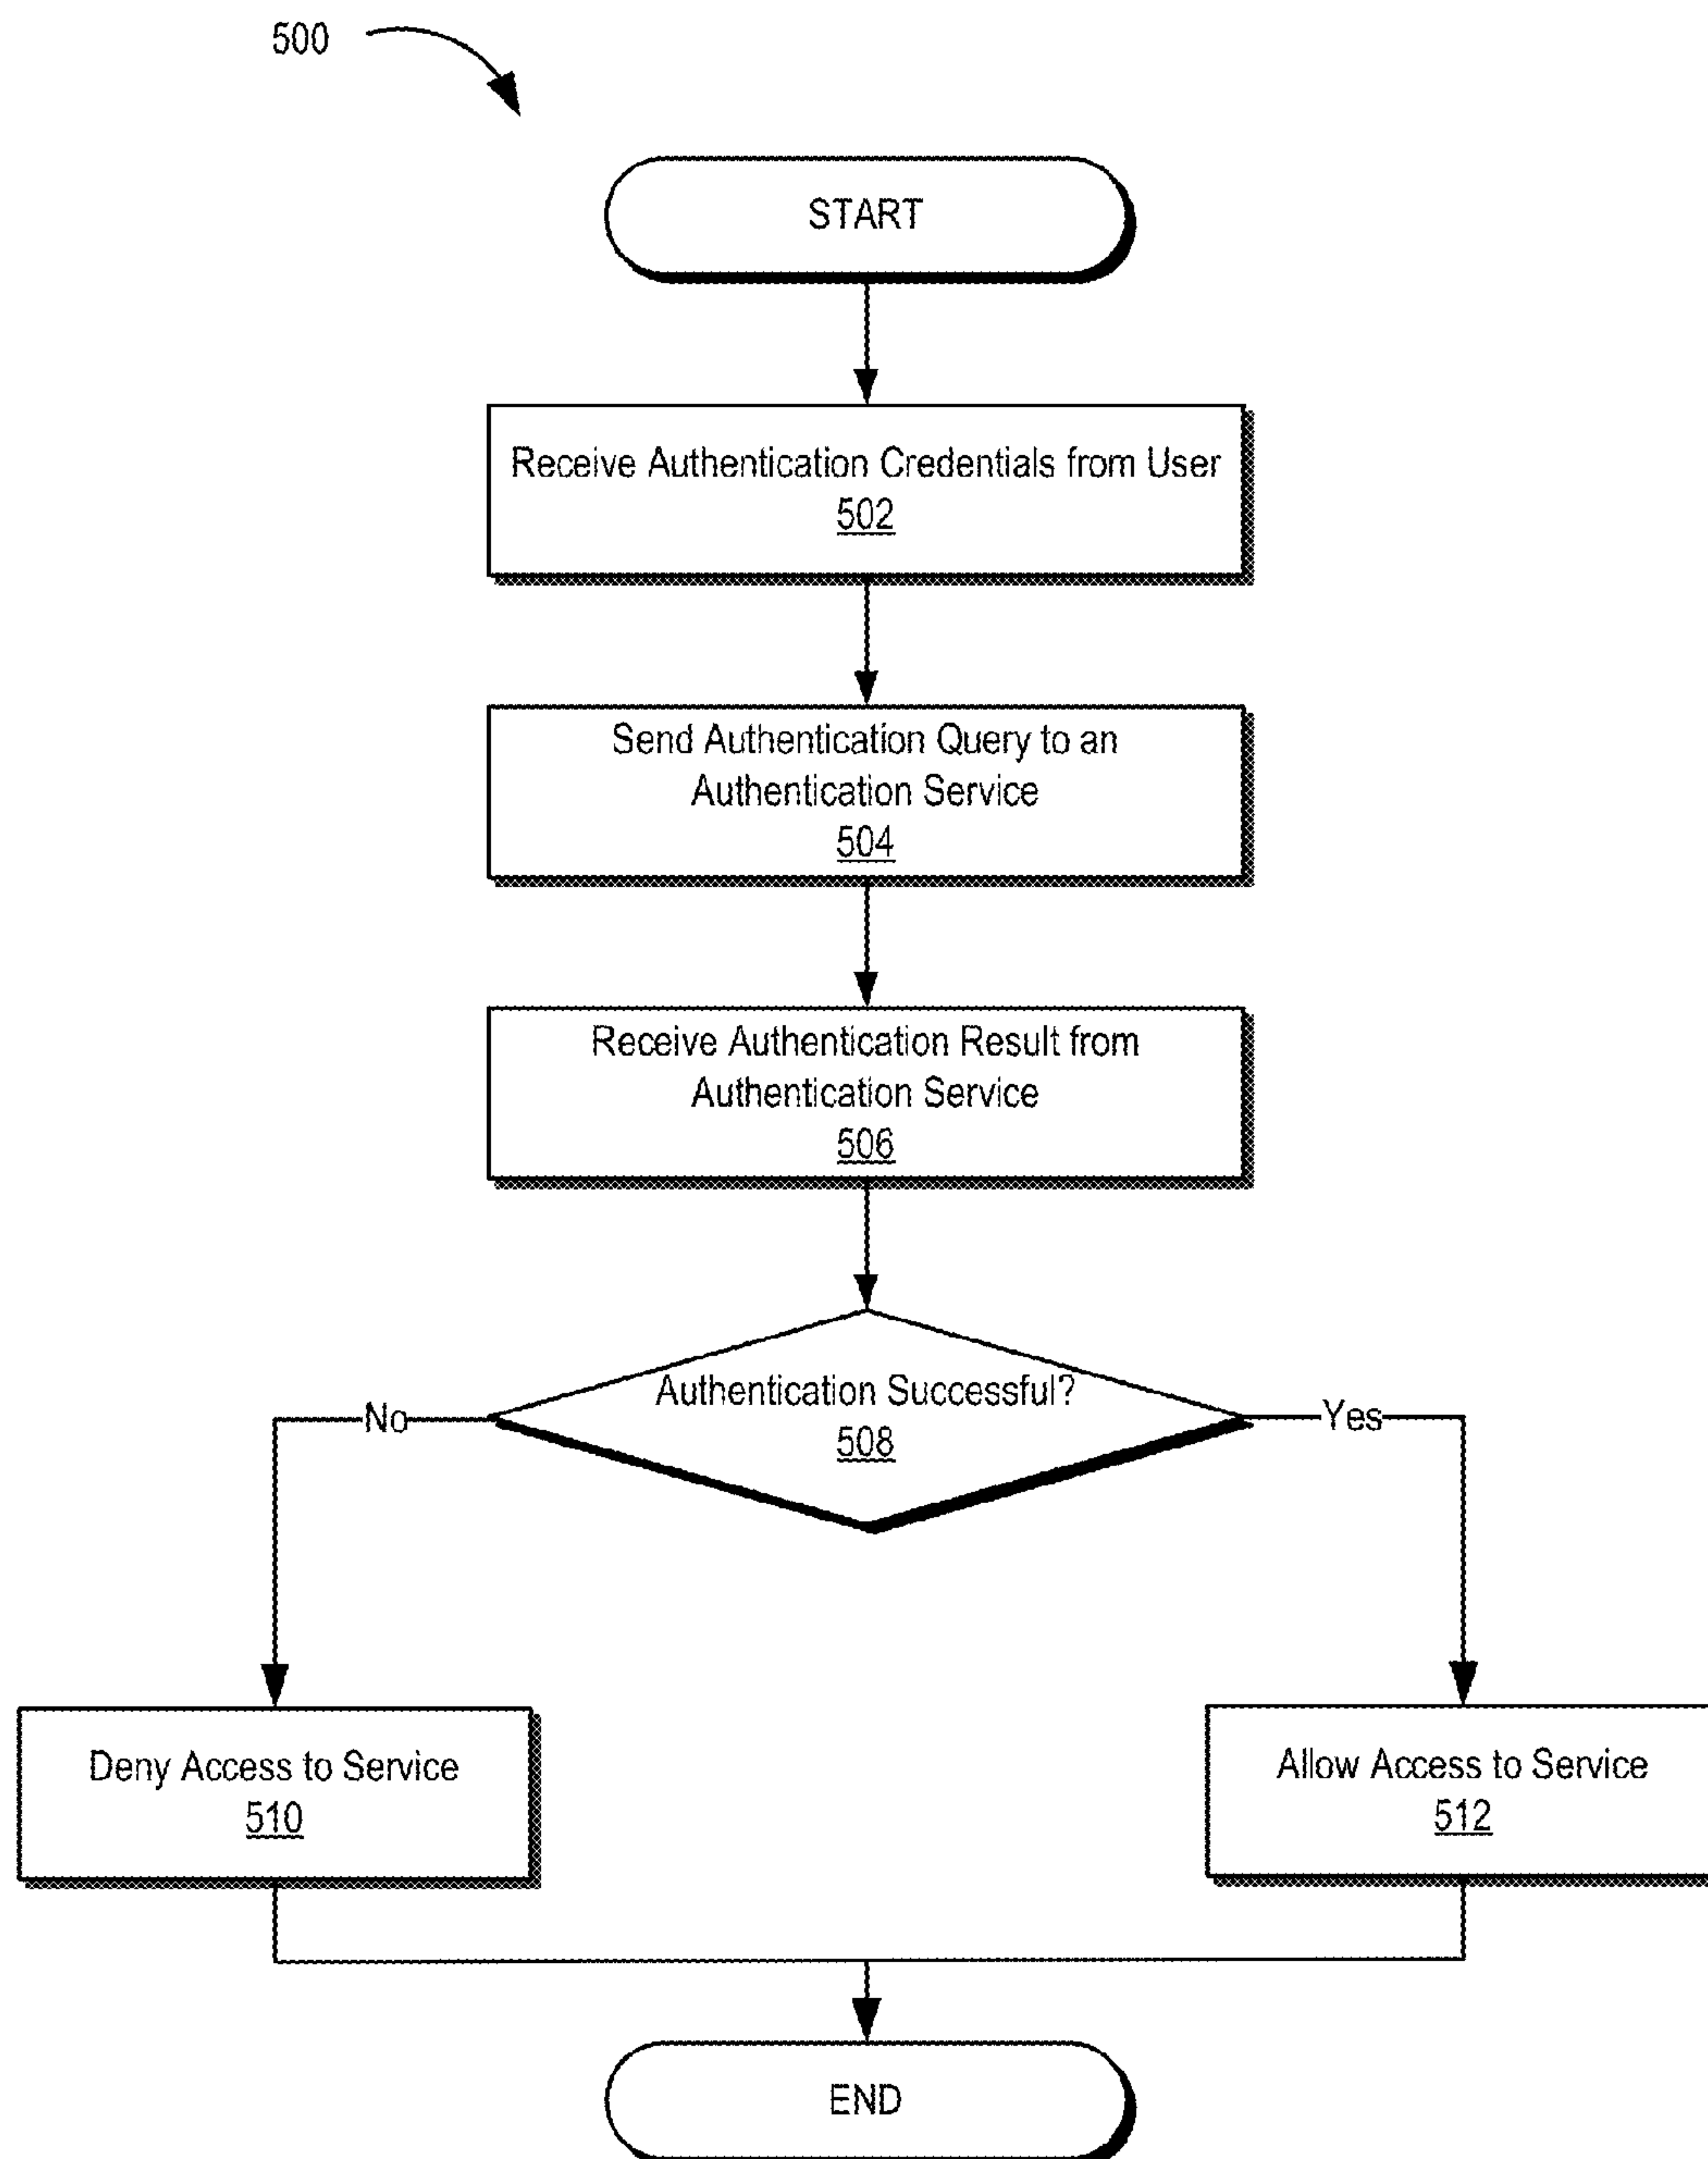 500
START
Receive Authentication Credentials from User
502
Send Authentication Query to an
Authentication Service
504
Receive Authentication Result from
Authentication Service
506
Authentication Successful?
508
No
Yes
Deny Access to Service
510
Allow Access to Service
512
END